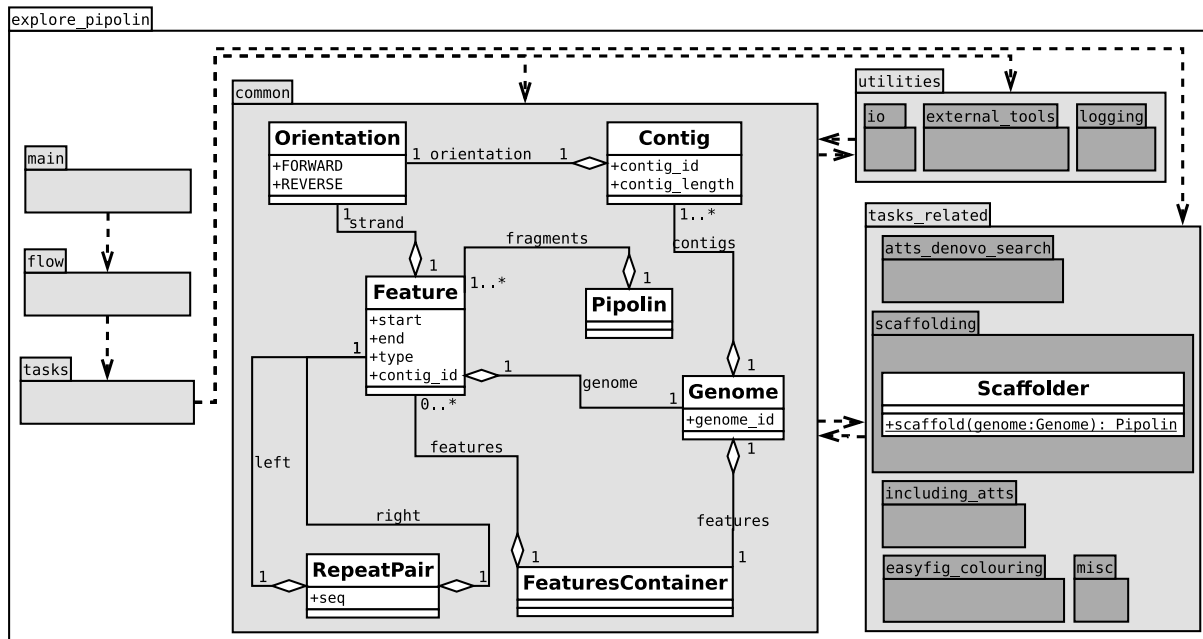 explore_pipolin
main
flow
tasks
common
Orientation
+FORWARD
+REVERSE
1 orientation 1
Contig
+contig_id
+contig_length
1
strand
1
1..*
contigs
1
fragments
1..*
1
Feature
+start
+end
+type
+contig_id
Pipolin
1
1
genome
1
Genome
+genome_id
0..*
features
1
1
features
1
left
right
1
1
RepeatPair
+seq
FeaturesContainer
utilities
io
external_tools
logging
tasks_related
atts_denovo_search
scaffolding
Scaffolder
+scaffold(genome:Genome): Pipolin
including_atts
easyfig_colouring
misc